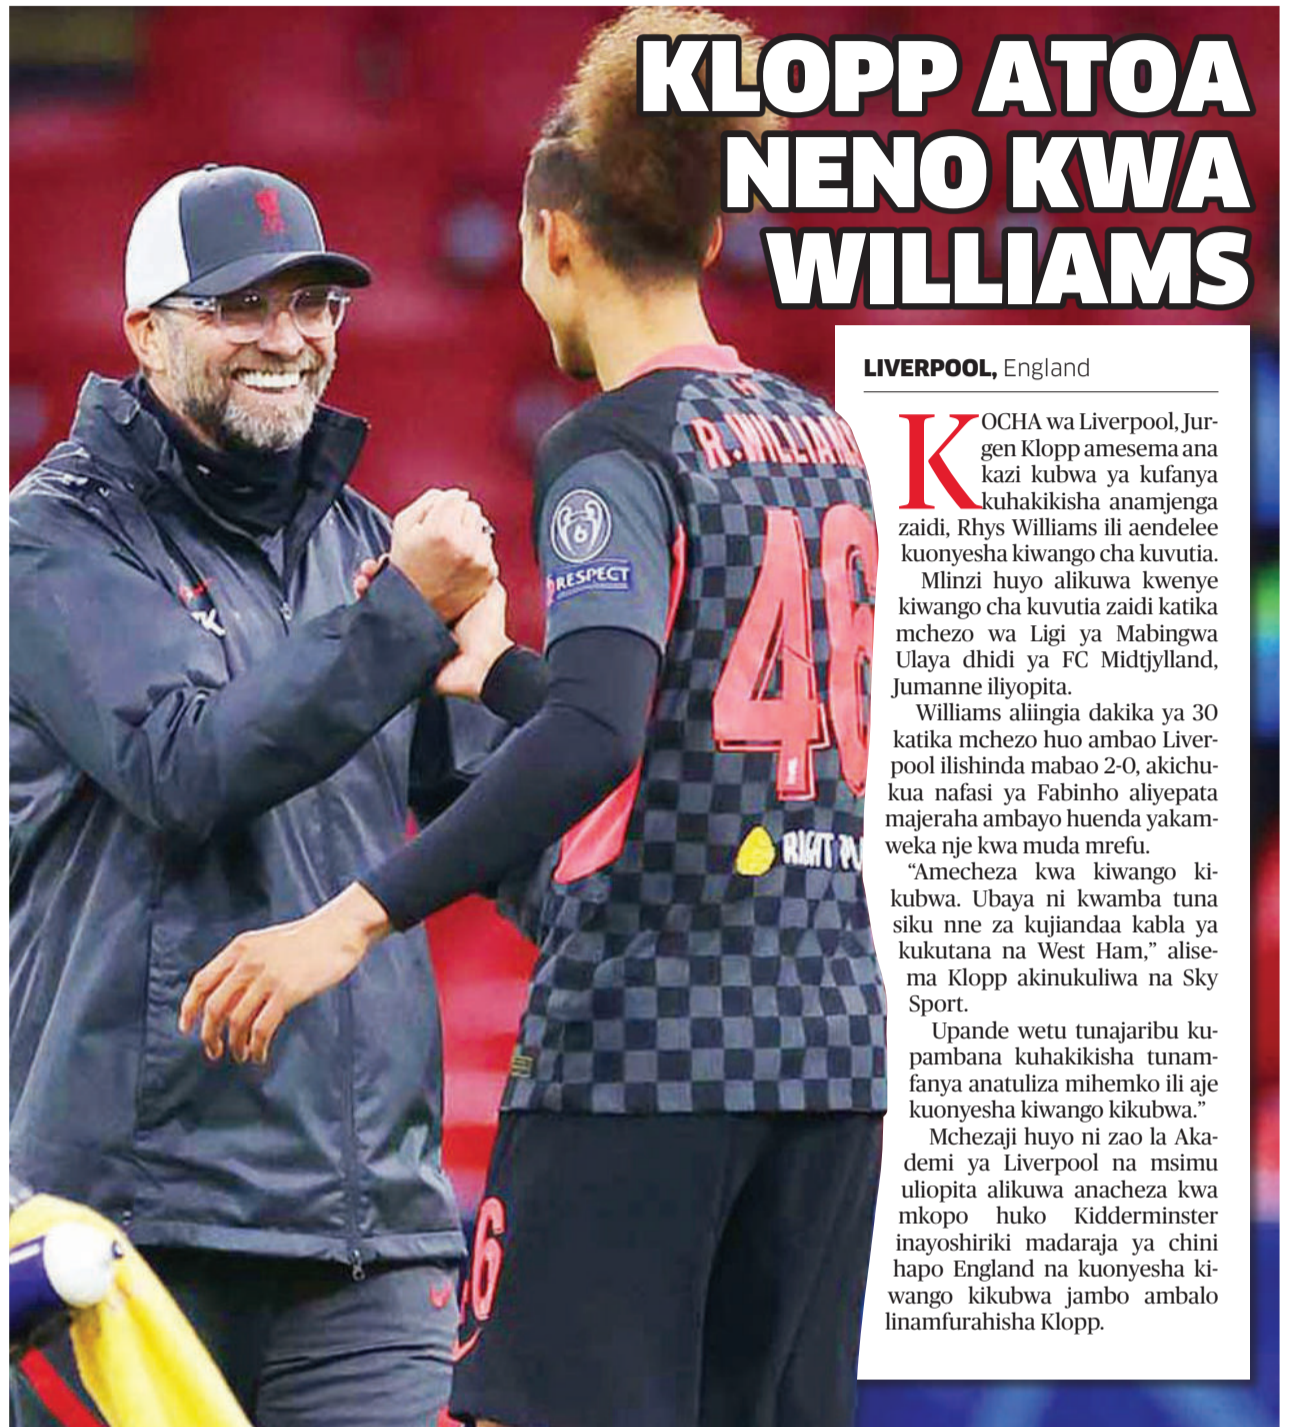 KLOPP ATOA
NENO KWA
WILLIAMS
LIVERPOOL, England
KOCHA wa Liverpool, Jur-
gen Klopp amesema ana
kazi kubwa ya kufanya
kuhakikisha anamjenga
zaidi, Rhys Williams ili aendelee
kuonyesha kiwango cha kuvutia.
Mlinzi huyo alikuwa kwenye
kiwango cha kuvutia zaidi katika
mchezo wa Ligi ya Mabingwa
Ulaya dhidi ya FC Midtjylland,
Jumanne iliyopita.
Williams aliingia dakika ya 30
katika mchezo huo ambao Liver-
pool ilishinda mabao 2-0, akichu-
kua nafasi ya Fabinho aliyepata
majeraha ambayo huenda yakam-
weka nje kwa muda mrefu.
“Amecheza kwa kiwango ki-
kubwa. Ubaya ni kwamba tuna
siku nne za kujiandaa kabla ya
kukutana na West Ham,” alise-
ma Klopp akinukuliwa na Sky
Sport.
Upande wetu tunajaribu ku-
pambana kuhakikisha tunam-
fanya anatuliza mihemko ili aje
kuonyesha kiwango kikubwa.”
Mchezaji huyo ni zao la Aka-
demi ya Liverpool na msimu
uliopita alikuwa anacheza kwa
mkopo huko Kidderminster
inayoshiriki madaraja ya chini
hapo England na kuonyesha ki-
wango kikubwa jambo ambalo
linamfurahisha Klopp.
R.WILLIAMS
46
6
RESPECT
RIGHT
6